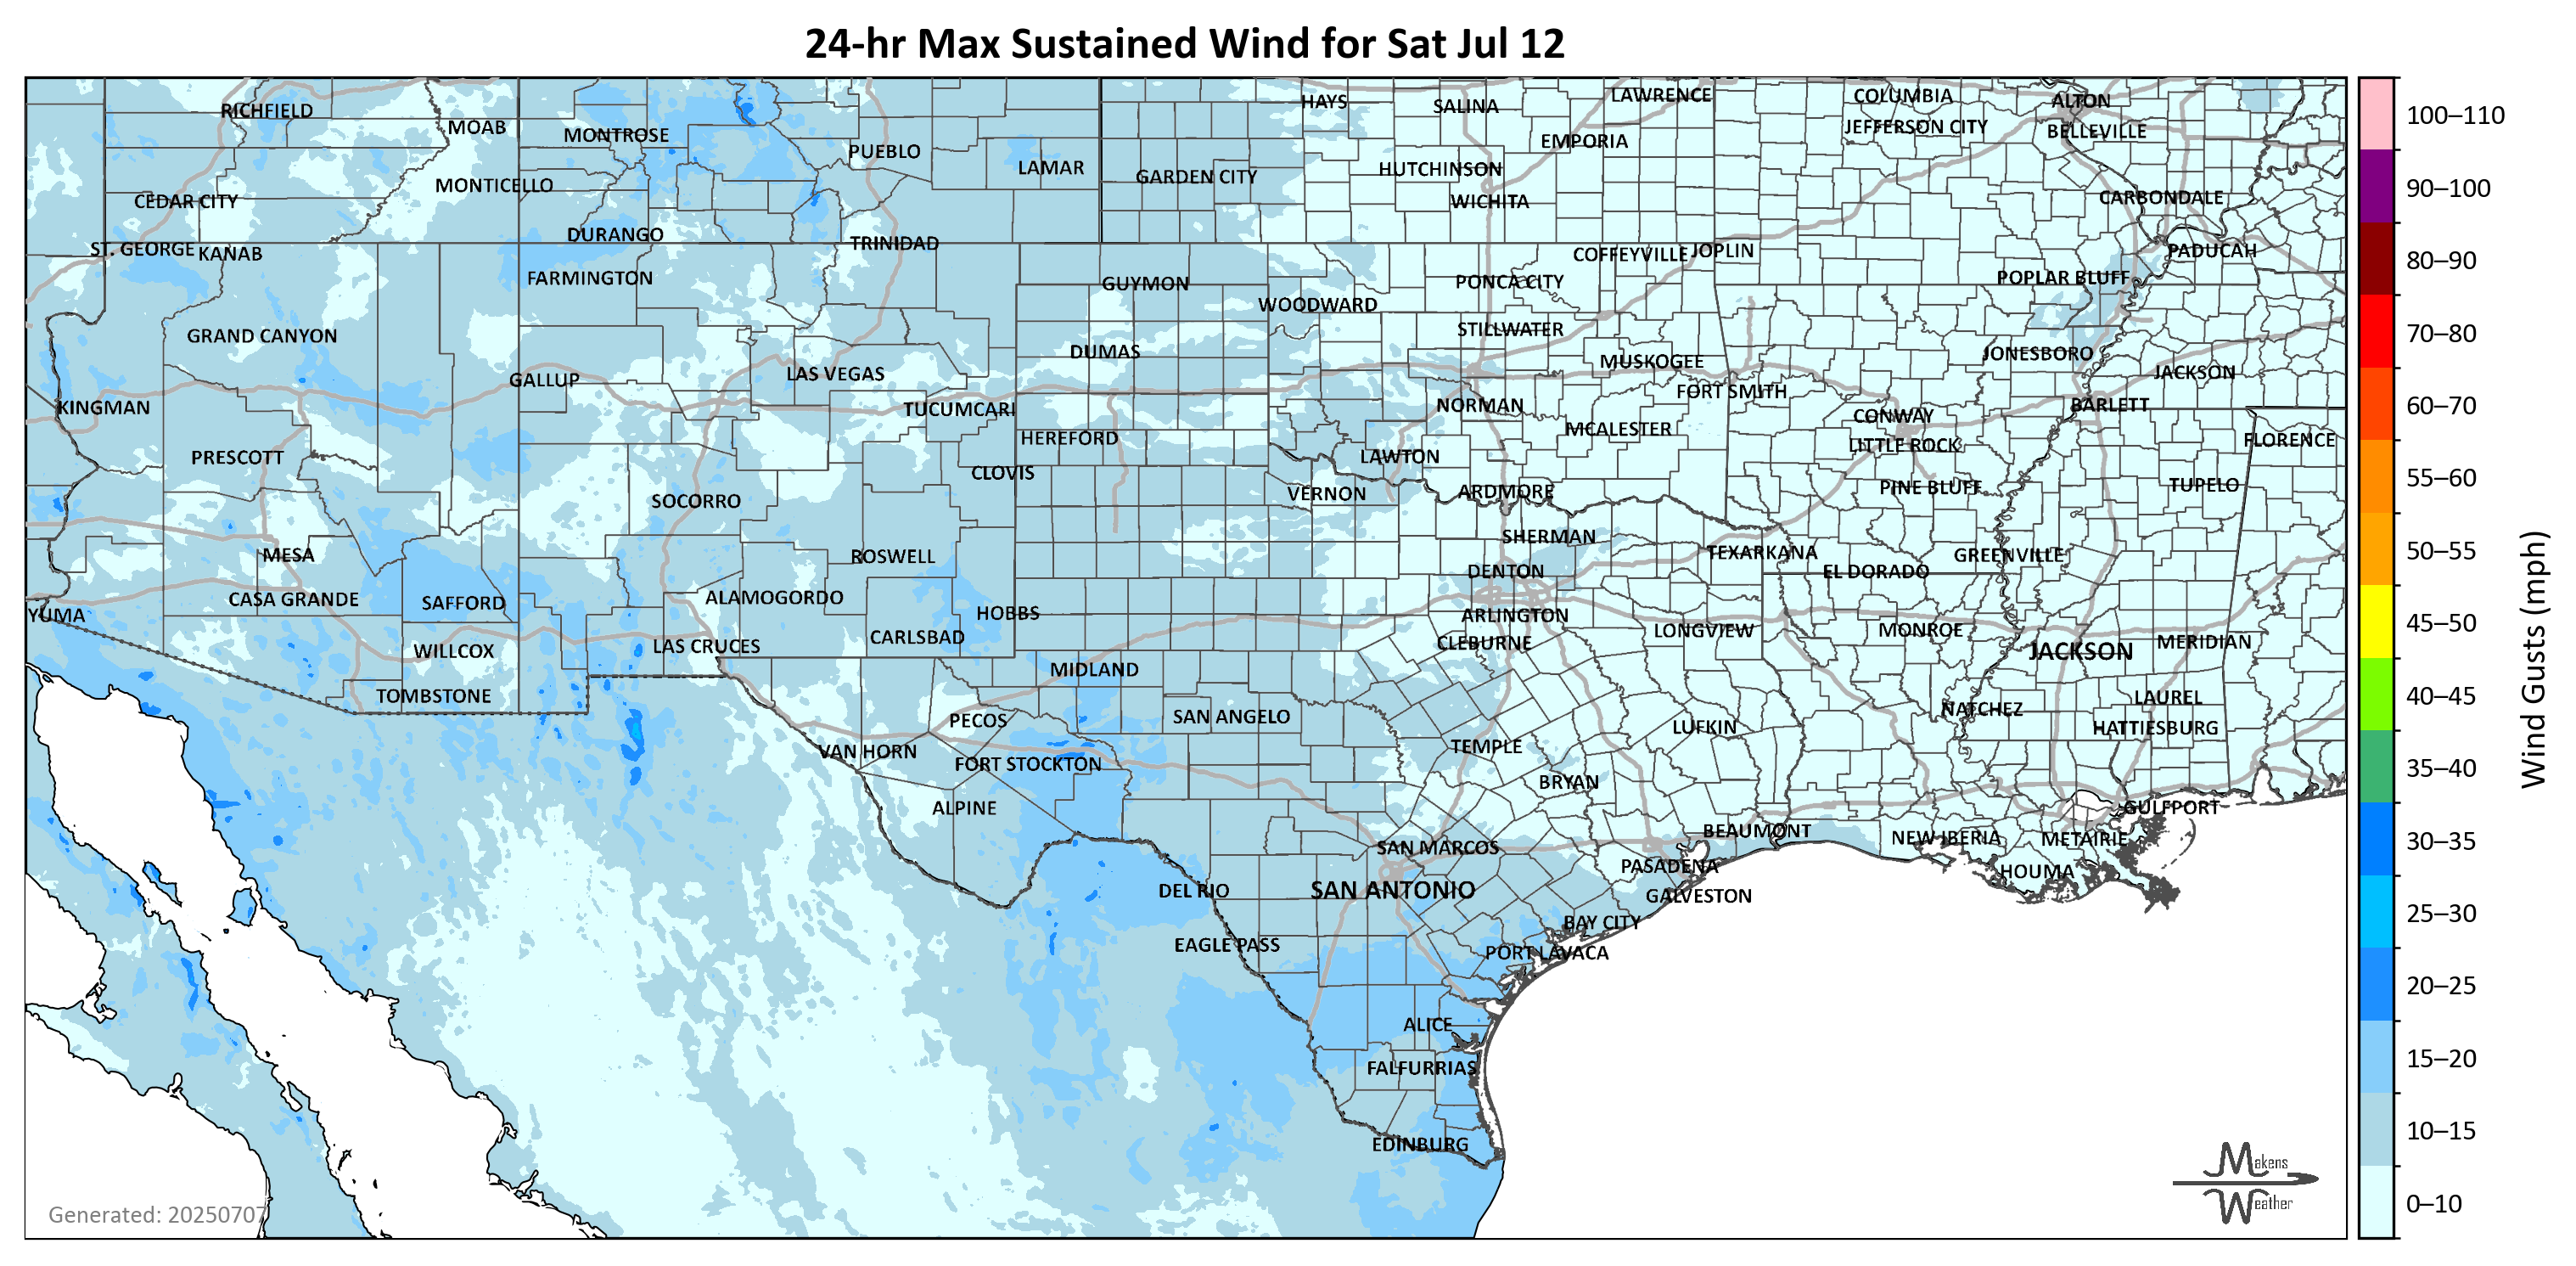 24-hr Max Sustained Wind for Sat Jul 12
RICHFIELD
MOAB
MONTROSE
PUEBLO
LAMAR
GARDEN CITY
HAYS
SALINA
LAWRENCE
EMPORIA
HUTCHINSON
WICHITA
COLUMBIA
JEFFERSON CITY
ALTON
BELLEVILLE
CARBONDALE
MONTICELLO
CEDAR CITY
DURANGO
TRINIDAD
ST. GEORGE
KANAB
FARMINGTON
GUYMON
WOODWARD
PONCA CITY
COFFEYVILLE
JOPLIN
POPLAR BLUFF
PADUCAH
GRAND CANYON
DUMAS
STILLWATER
MUSKOGEE
JONESBORO
JACKSON
GALLUP
LAS VEGAS
FORT SMITH
KINGMAN
TUCUMCARI
NORMAN
CONWAY
BARLETT
HEREFORD
MCALESTER
LITTLE ROCK
FLORENCE
PRESCOTT
CLOVIS
LAWTON
SOCORRO
VERNON
ARDMORE
PINE BLUFF
TUPELO
MESA
ROSWELL
SHERMAN
TEXARKANA
GREENVILLE
DENTON
EL DORADO
CASA GRANDE
SAFFORD
ALAMOGORDO
HOBBS
YUMA
ARLINGTON
CARLSBAD
CLEBURNE
LONGVIEW
MONROE
WILLCOX
LAS CRUCES
JACKSON
MERIDIAN
MIDLAND
TOMBSTONE
LAUREL
PECOS
SAN ANGELO
NATCHEZ
LUFKIN
HATTIESBURG
VAN HORN
TEMPLE
FORT STOCKTON
BRYAN
ALPINE
GULFPORT
BEAUMONT
NEW IBERIA
METAIRIE
SAN MARCOS
PASADENA
HOUMA
DEL RIO
SAN ANTONIO
GALVESTON
BAY CITY
EAGLE PASS
PORT LAVACA
ALICE
FALFURRIAS
EDINBURG
Generated: 20250707
Makens
Weather
100–110
90–100
80–90
70–80
60–70
55–60
50–55
45–50
40–45
35–40
30–35
25–30
20–25
15–20
10–15
0–10
Wind Gusts (mph)